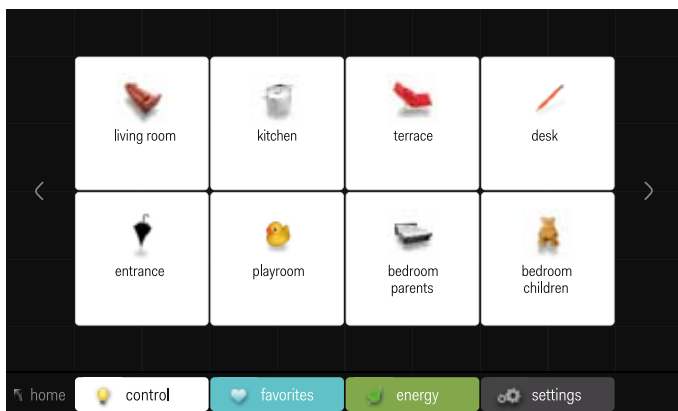 living room
kitchen
terrace
desk
entrance
playroom
bedroom
parents
bedroom
children
home
control
favorites
energy
settings